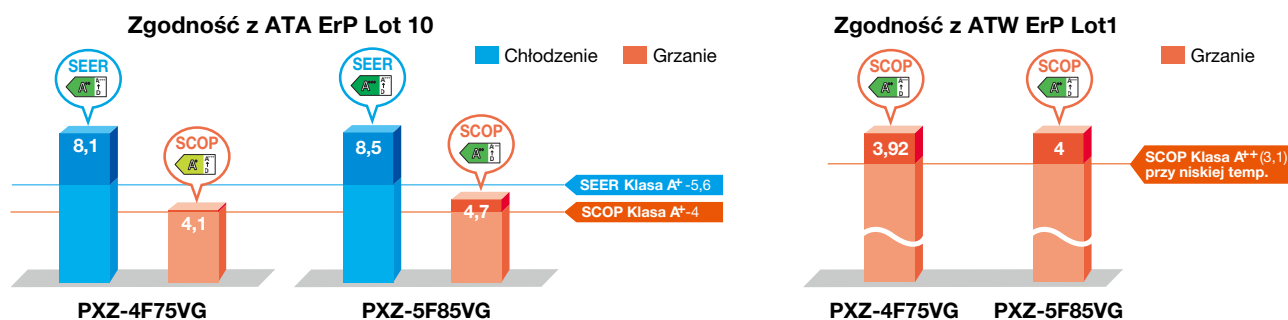 Zgodność z ATA ErP Lot 10
Chłodzenie
Grzanie
SEER
A++
A+++
D
8,1
SCOP
A+
A+++
D
4,1
SEER
A+++
A+++
D
8,5
SCOP
A++
A+++
D
4,7
SEER Klasa A+ -5,6
SCOP Klasa A+-4
PXZ-4F75VG
PXZ-5F85VG
Zgodność z ATW ErP Lot1
Grzanie
SCOP
A++
A+++
D
3,92
SCOP
A++
A+++
D
4
SCOP Klasa A++ (3,1)
przy niskiej temp.
PXZ-4F75VG
PXZ-5F85VG